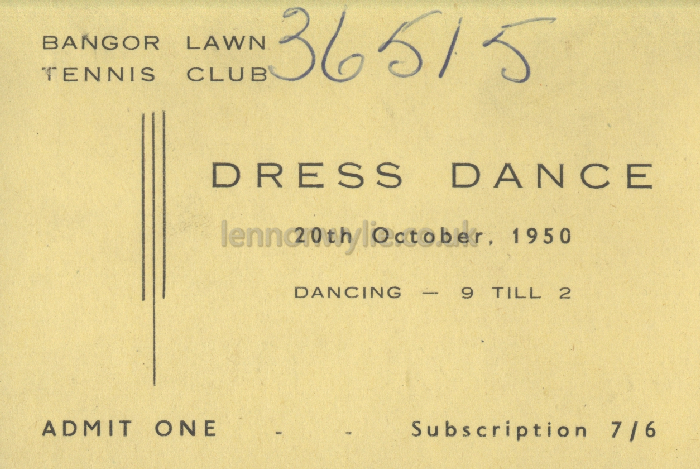 BANGOR LAWN
TENNIS CLUB
36515
DRESS DANCE
lennonwylie.co.uk
20th October, 1950
DANCING — 9 TILL 2
ADMIT ONE - - Subscription 7/6